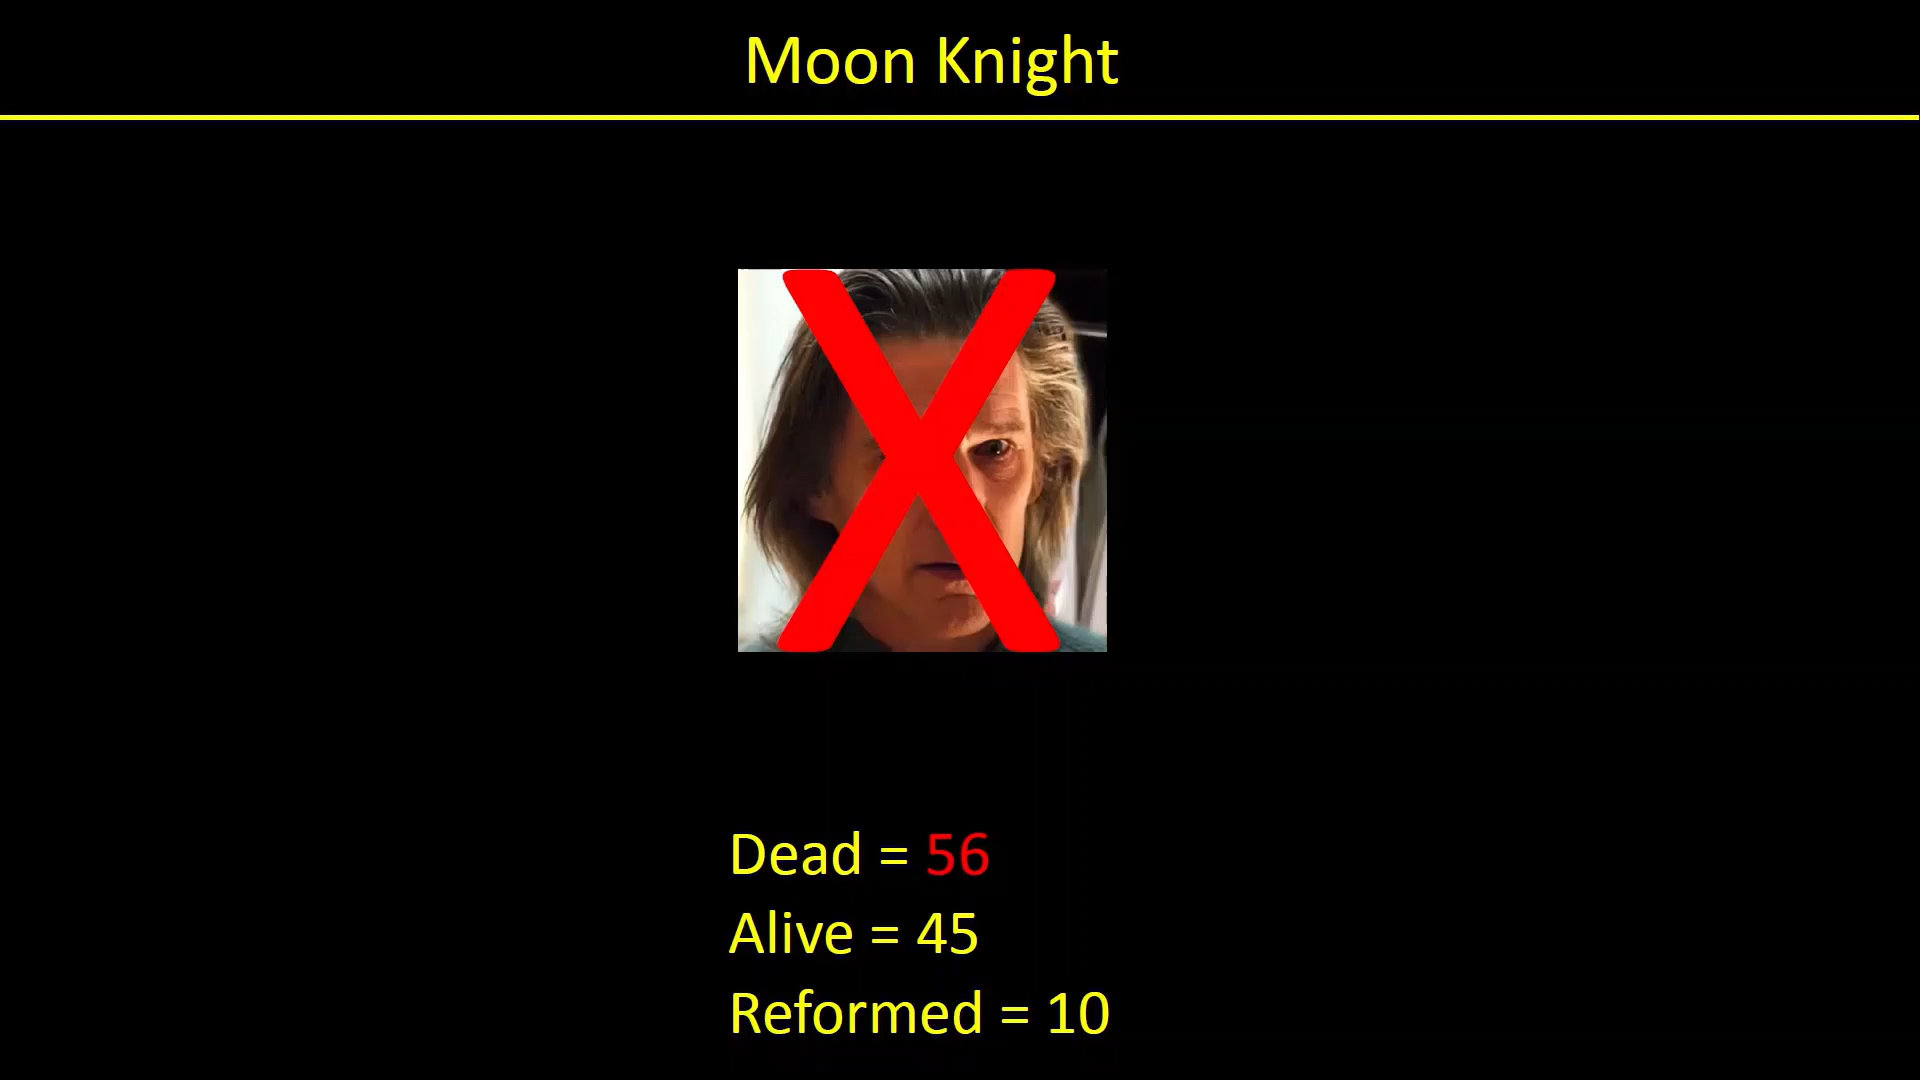 Moon Knight
Dead = 56
Alive = 45
Reformed = 10